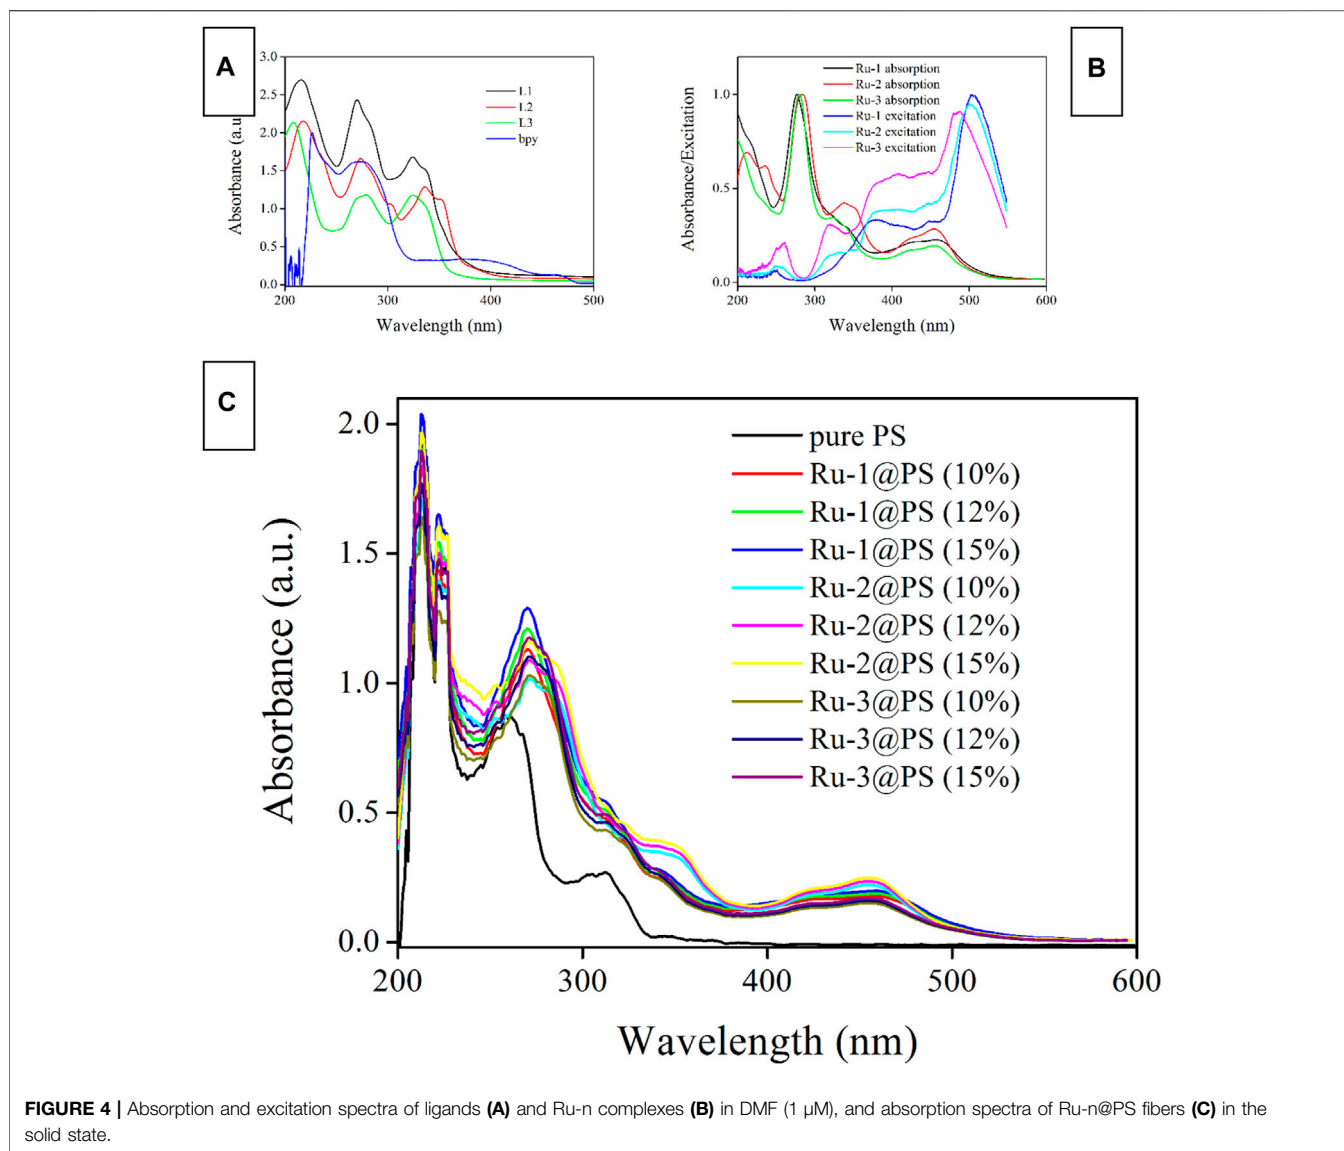 A
3.0
2.5
2.0
1.5
1.0
0.5
0.0
200
300
400
500
Absorbance (a.u
Wavelength (nm)
L1
L2
L3
bpy
B
1.0
0.5
0.0
200
300
400
500
600
Absorbance/Excitation
Wavelength (nm)
Ru-1 absorption
Ru-2 absorption
Ru-3 absorption
Ru-1 excitation
Ru-2 excitation
Ru-3 excitation
C
2.0
1.5
1.0
0.5
0.0
200
300
400
500
600
Absorbance (a.u.)
Wavelength (nm)
pure PS
Ru-1@PS (10%)
Ru-1@PS (12%)
Ru-1@PS (15%)
Ru-2@PS (10%)
Ru-2@PS (12%)
Ru-2@PS (15%)
Ru-3@PS (10%)
Ru-3@PS (12%)
Ru-3@PS (15%)
FIGURE 4 | Absorption and excitation spectra of ligands (A) and Ru-n complexes (B) in DMF (1 μM), and absorption spectra of Ru-n@PS fibers (C) in the
solid state.